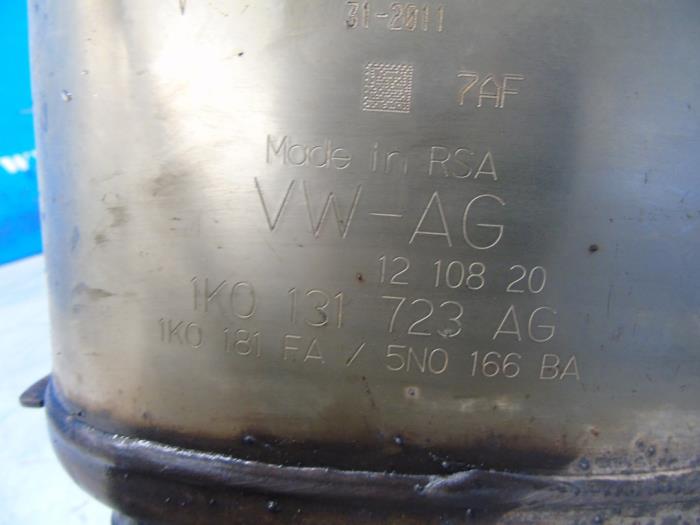 31-2011
7AF
Made in RSA
VW-AG
12 108 20
1K0 131 723 AG
1K0 181 FA / 5N0 166 BA